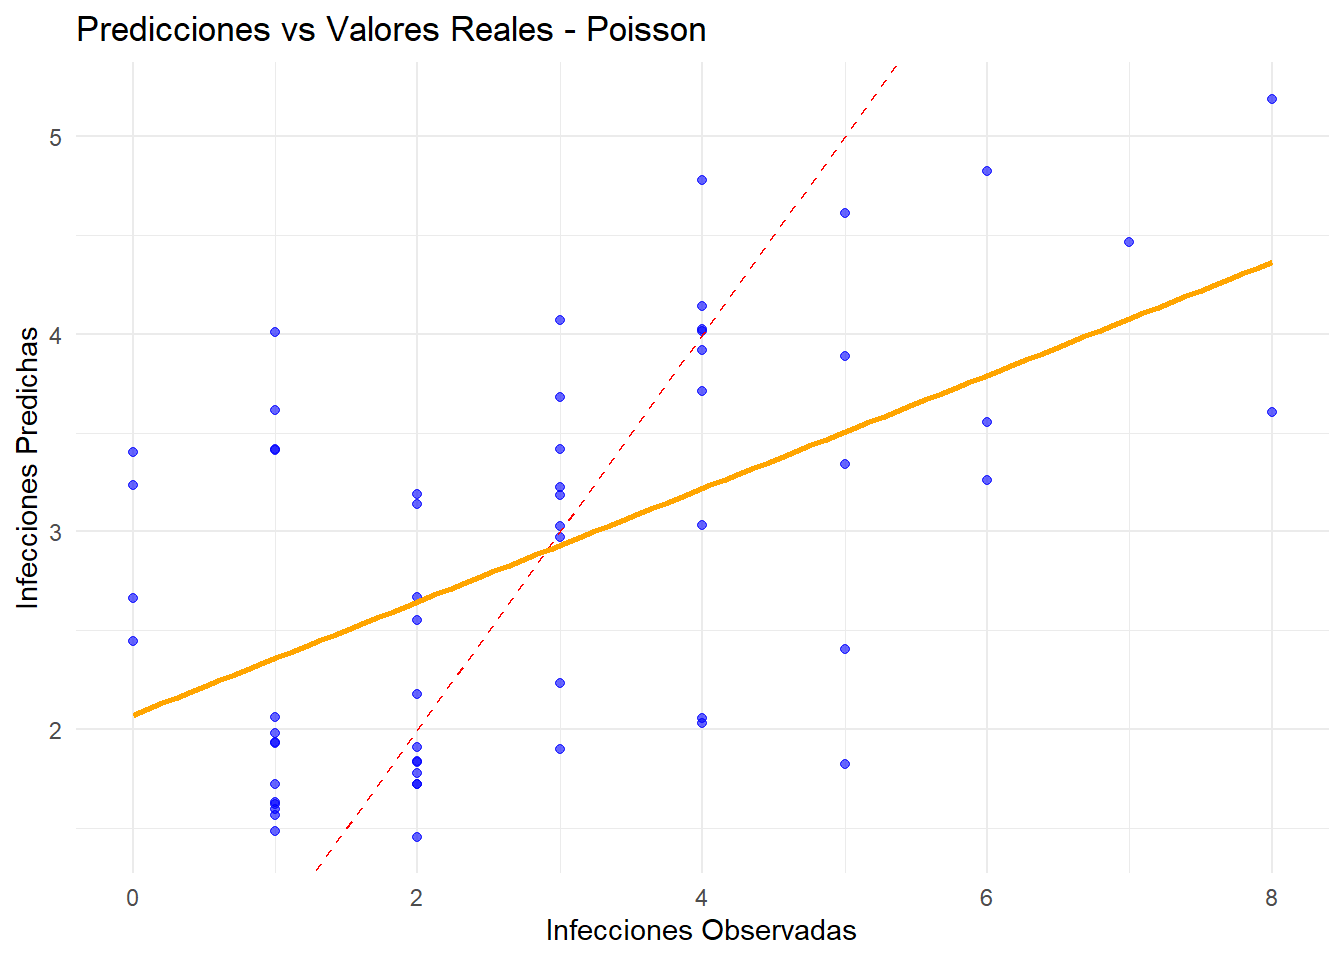 Predicciones vs Valores Reales - Poisson
5
4
3
2
Infecciones Predichas
0 2 4 6 8
Infecciones Observadas